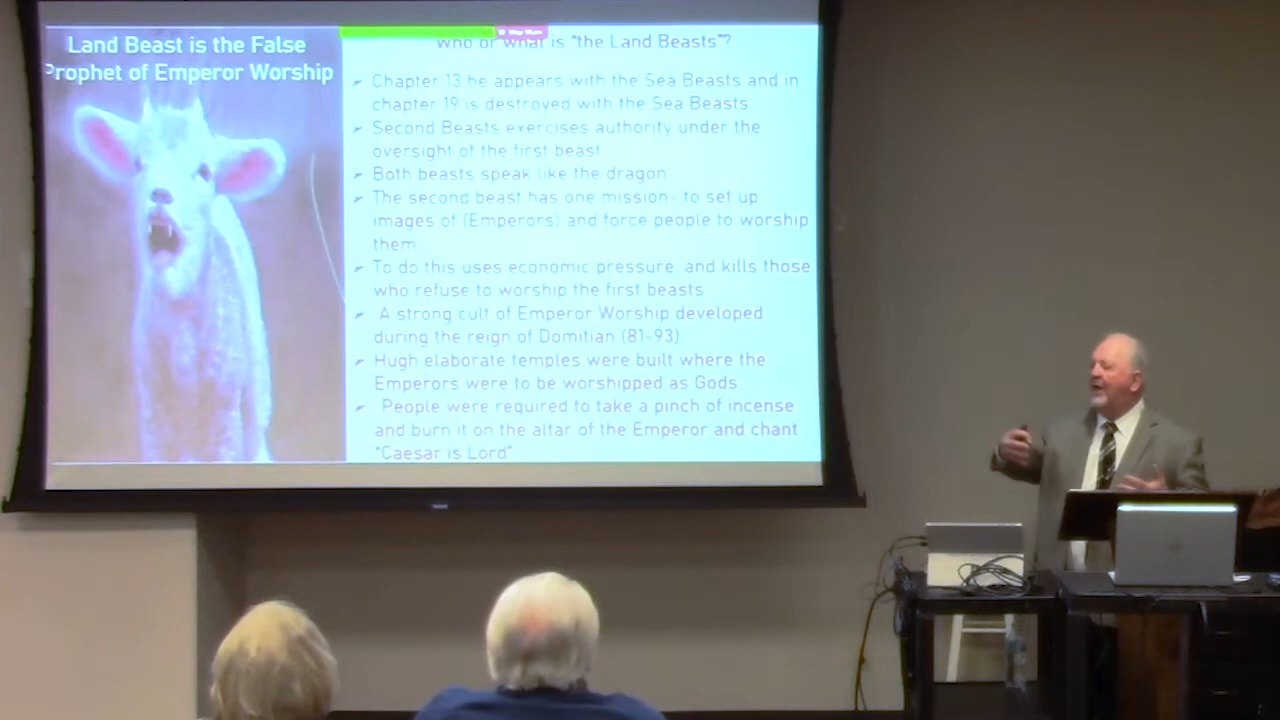 Land Beast is the False
Prophet of Emperor Worship
Stop Share
Who or what is "the Land Beasts"?
Chapter 13 he appears with the Sea Beasts and in
chapter 19 is destroyed with the Sea Beasts
Second Beasts exercises authority under the
oversight of the first beast
Both beasts speak like the dragon
The second beast has one mission- to set up
images of (Emperors) and force people to worship
them
To do this uses economic pressure, and kills those
who refuse to worship the first beasts
A strong cult of Emperor Worship developed
during the reign of Domitian (81-93)
Hugh elaborate temples were built where the
Emperors were to be worshipped as Gods
People were required to take a pinch of incense
and burn it on the altar of the Emperor and chant
"Caesar is Lord"